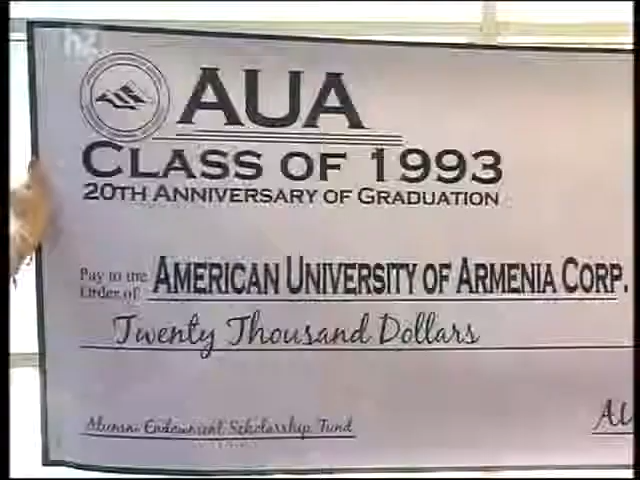 h2
AUA
CLASS OF 1993
20TH ANNIVERSARY OF GRADUATION
Pay to the
Order of
AMERICAN UNIVERSITY OF ARMENIA CORP.
Twenty Thousand Dollars
Alumni Endowment Scholarship Fund